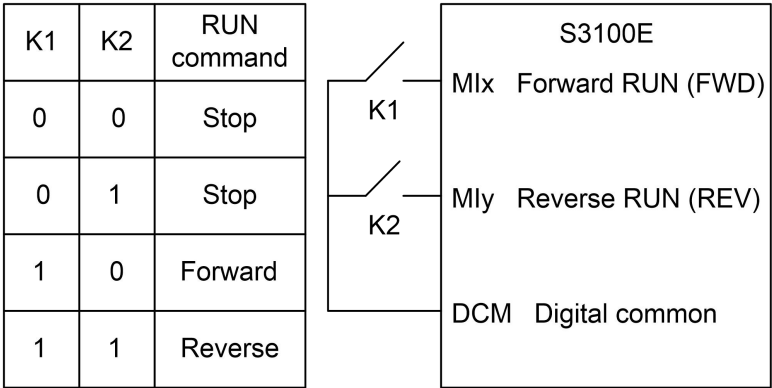 K1 K2 RUN command
0 0 Stop
0 1 Stop
1 0 Forward
1 1 Reverse
K1
K2
S3100E
MIx Forward RUN (FWD)
MIy Reverse RUN (REV)
DCM Digital common